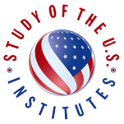 STUDY OF THE U.S.
INSTITUTES